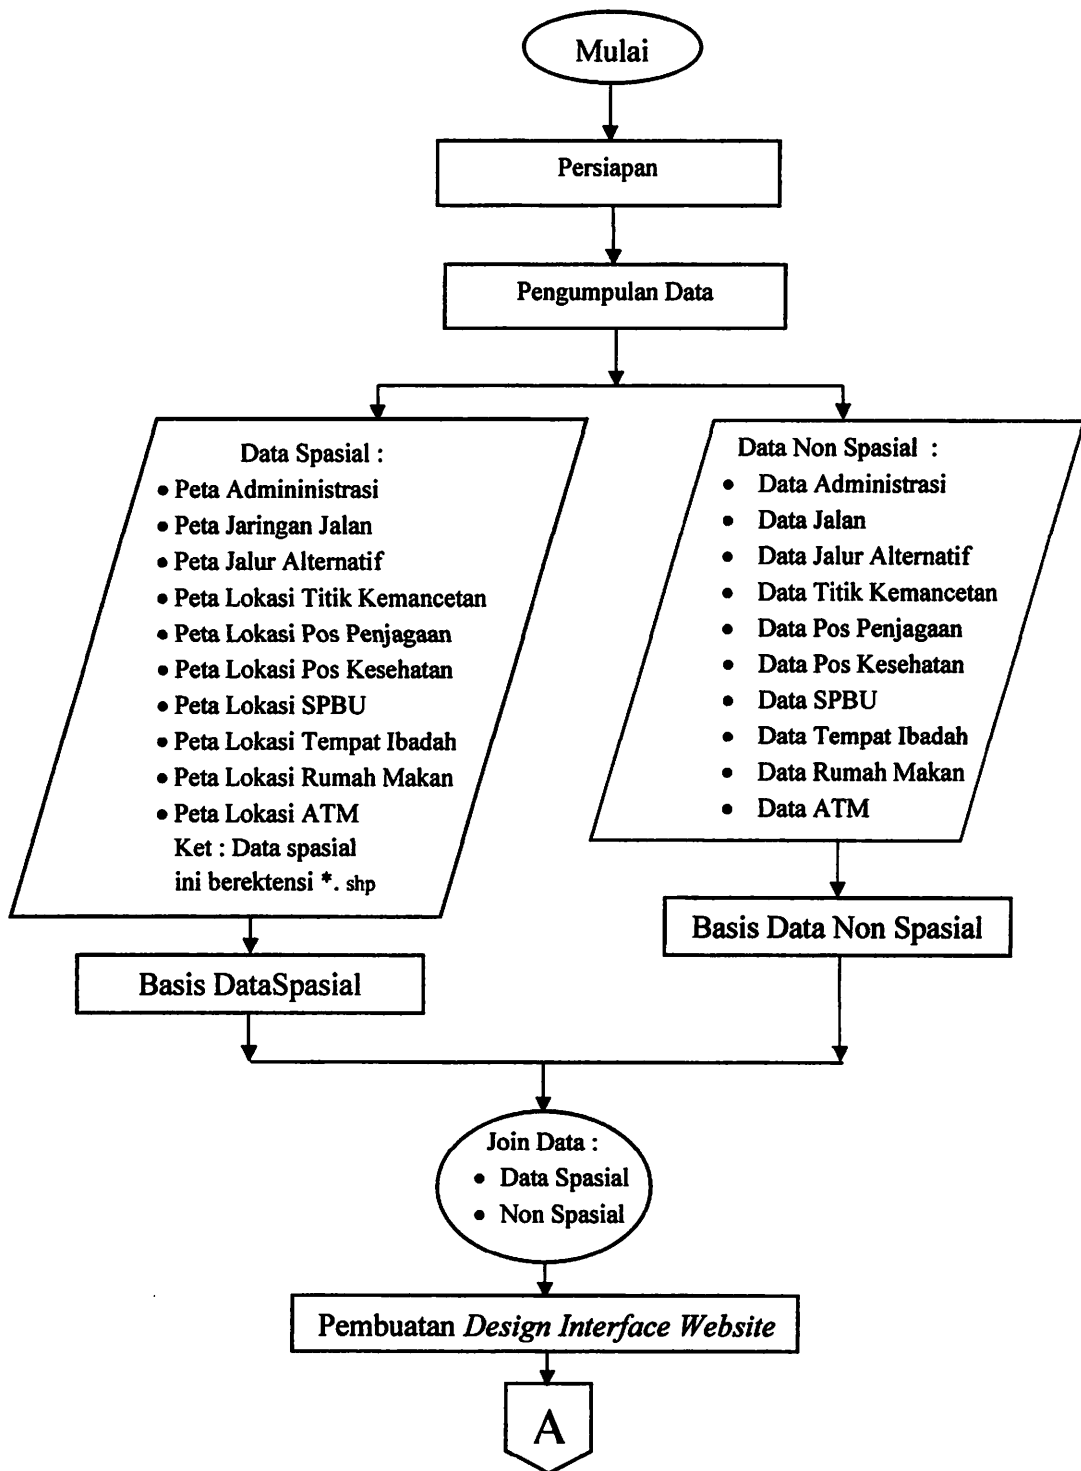 Mulai
Persiapan
Pengumpulan Data
Data Spasial :
• Peta Admininistrasi
• Peta Jaringan Jalan
• Peta Jalur Alternatif
• Peta Lokasi Titik Kemancetan
• Peta Lokasi Pos Penjagaan
• Peta Lokasi Pos Kesehatan
• Peta Lokasi SPBU
• Peta Lokasi Tempat Ibadah
• Peta Lokasi Rumah Makan
• Peta Lokasi ATM
Ket : Data spasial
ini berektensi *. shp
Data Non Spasial :
• Data Administrasi
• Data Jalan
• Data Jalur Alternatif
• Data Titik Kemancetan
• Data Pos Penjagaan
• Data Pos Kesehatan
• Data SPBU
• Data Tempat Ibadah
• Data Rumah Makan
• Data ATM
Basis DataSpasial
Basis Data Non Spasial
Join Data :
• Data Spasial
• Non Spasial
Pembuatan Design Interface Website
A